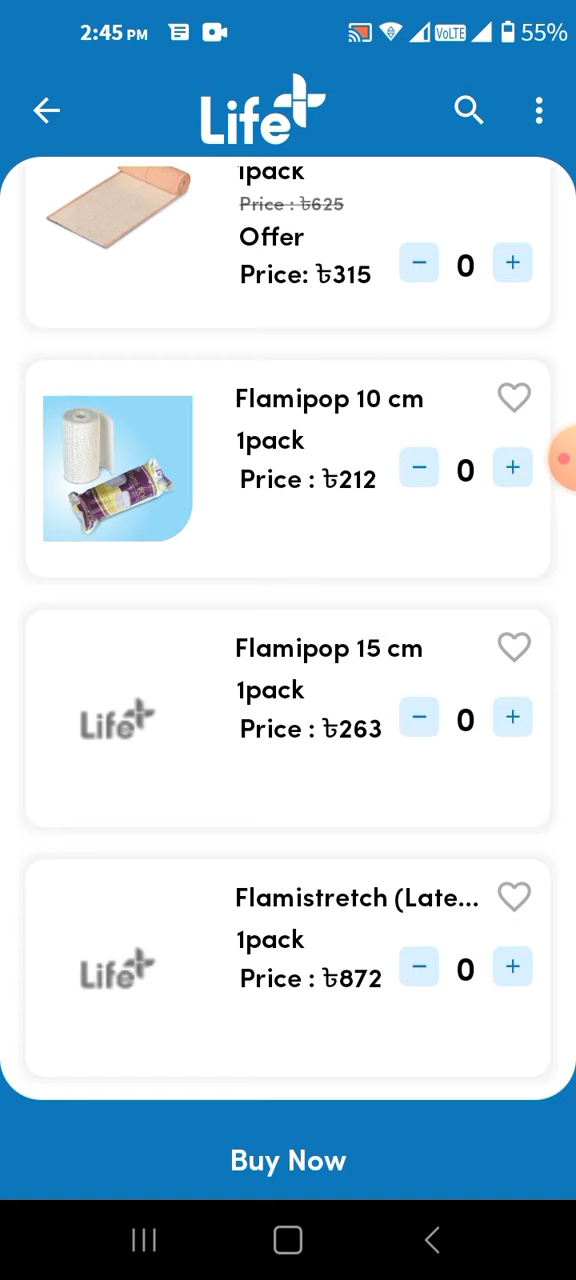 2:45 PM
VoLTE
55%
Life
1pack
Price : ৳625
Offer
Price: ৳315
− 0 +
Flamipop 10 cm
1pack
Price : ৳212
− 0 +
Flamipop 15 cm
1pack
Price : ৳263
− 0 +
Life
Flamistretch (Late...
1pack
Price : ৳872
− 0 +
Life
Buy Now